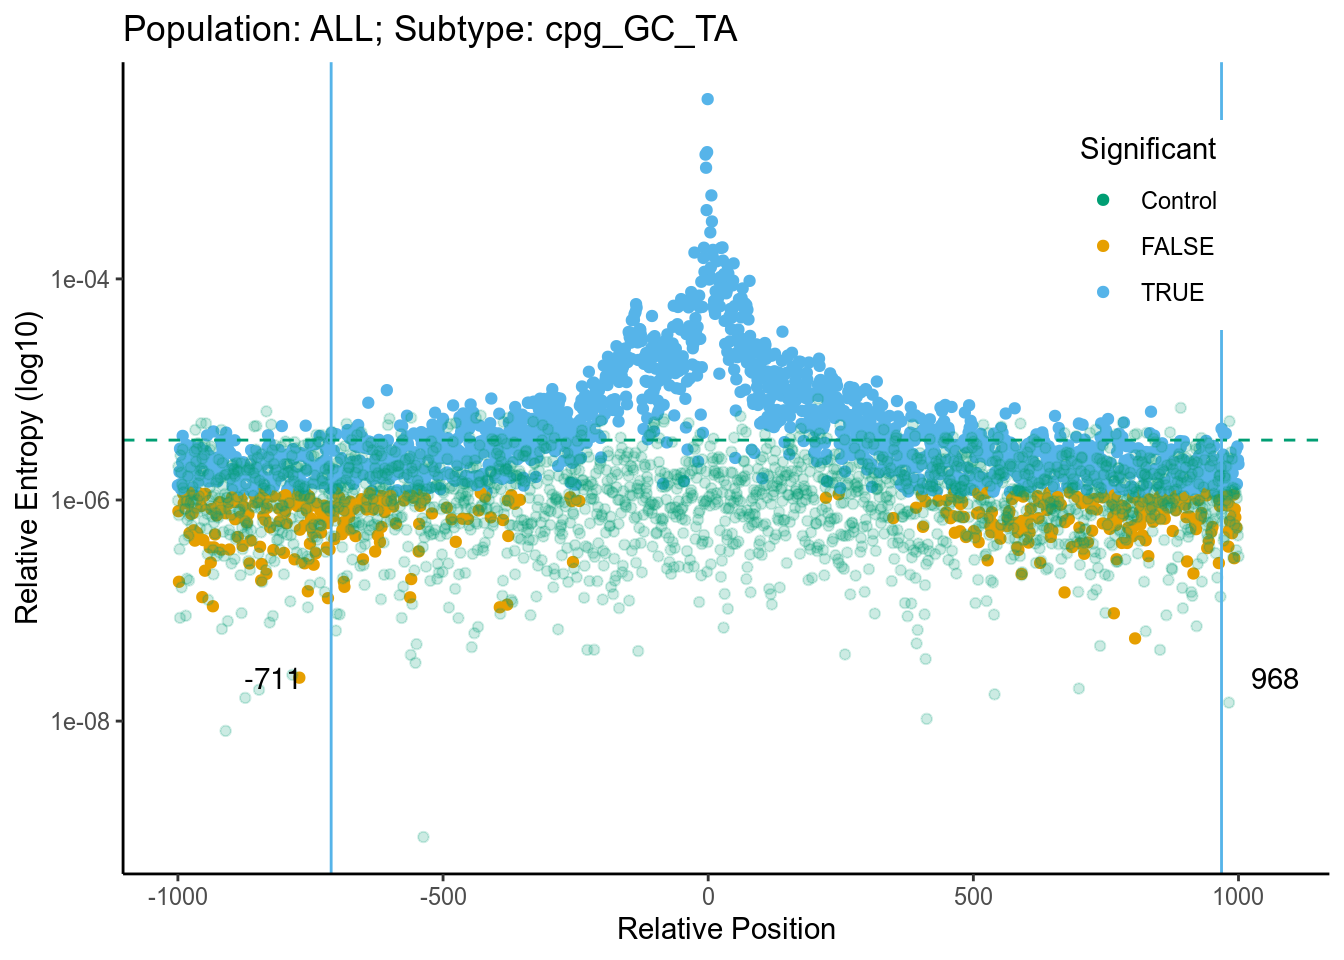 Population: ALL; Subtype: cpg_GC_TA
Significant
Control
FALSE
TRUE
Relative Entropy (log10)
1e-04
1e-06
1e-08
-711
968
-1000
-500
0
500
1000
Relative Position